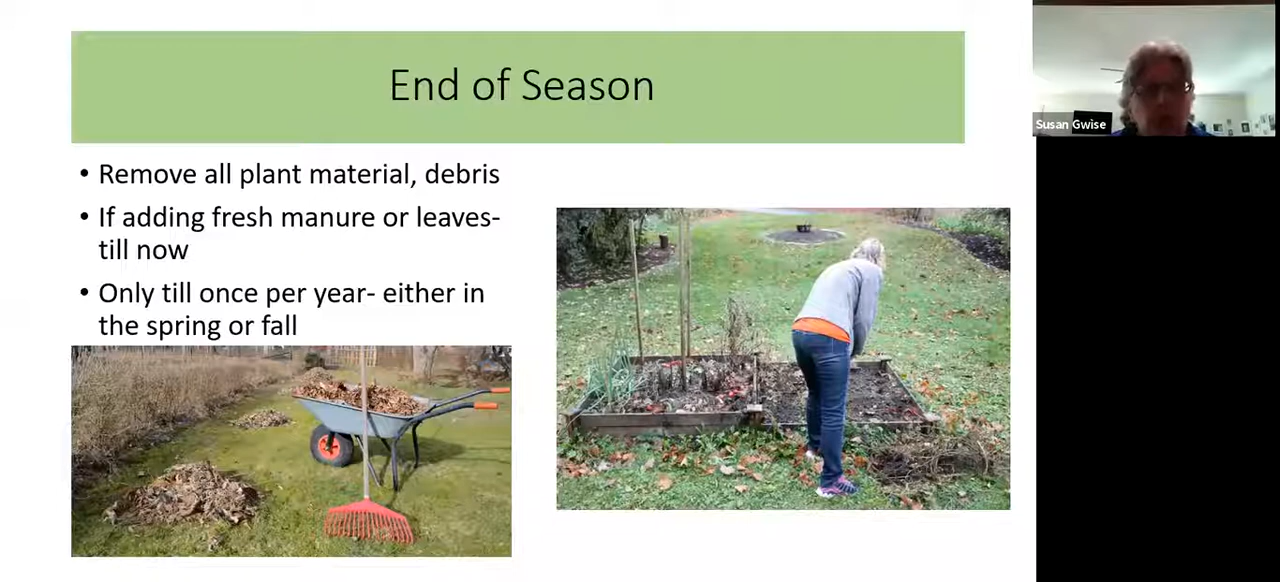 End of Season
• Remove all plant material, debris
• If adding fresh manure or leaves-
till now
• Only till once per year- either in
the spring or fall
Susan Gwise